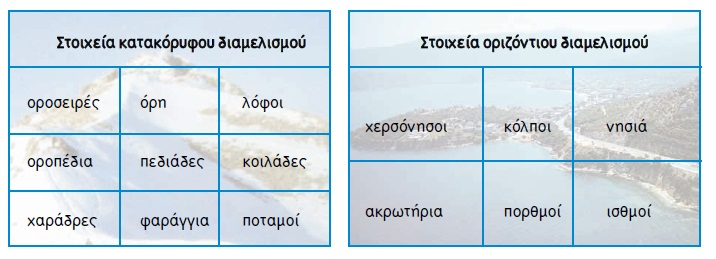 Στοιχεία κατακόρυφου διαμελισμού
οροσειρές όρη λόφοι
οροπέδια πεδιάδες κοιλάδες
χαράδρες φαράγγια ποταμοί
Στοιχεία οριζόντιου διαμελισμού
χερσόνησοι κόλποι νησιά
ακρωτήρια πορθμοί ισθμοί